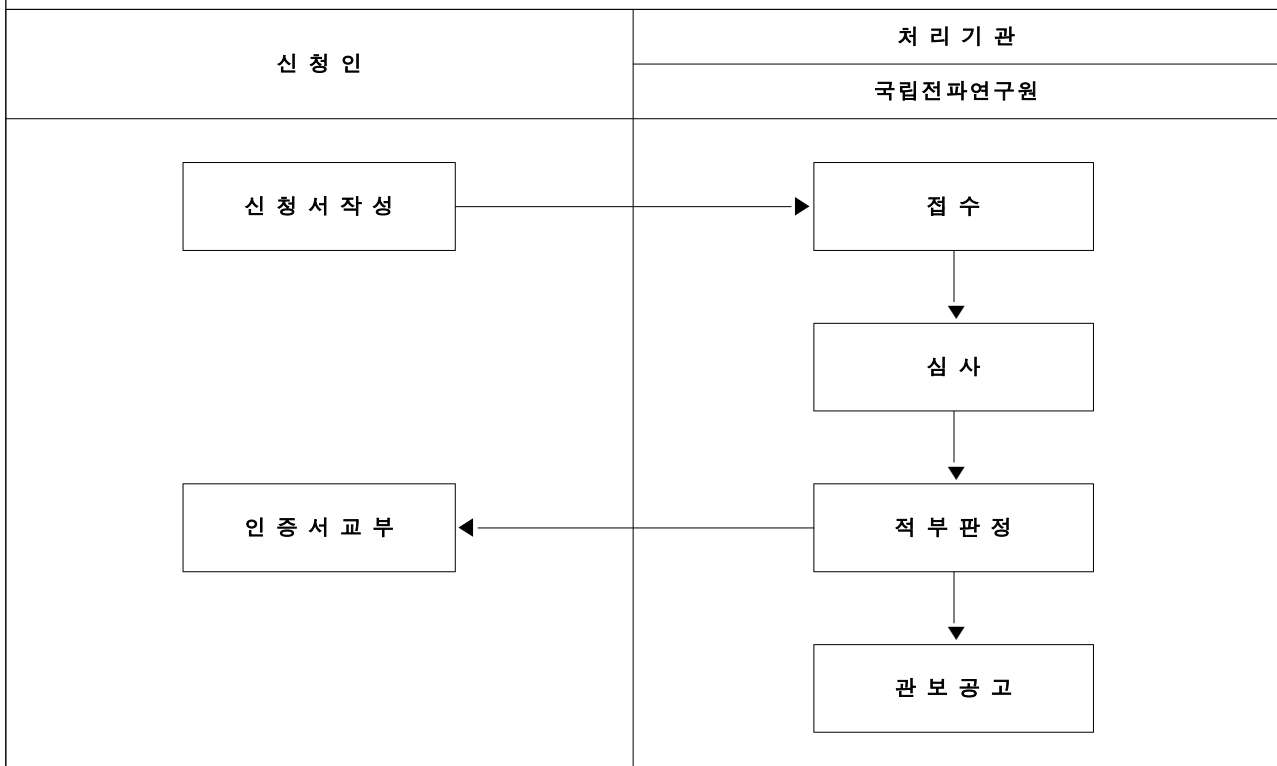 신 청 인
처 리 기 관
국립전파연구원
신 청 서 작 성
접 수
심 사
인 증 서 교 부
적 부 판 정
관 보 공 고